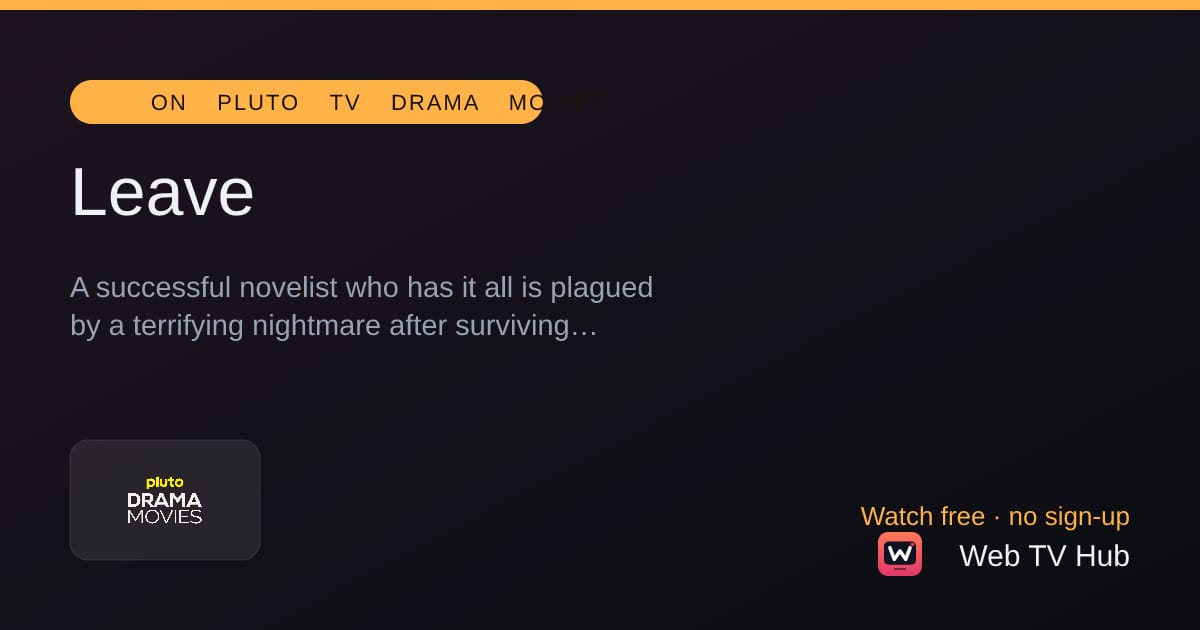 ON PLUTO TV DRAMA MOVIES
Leave
A successful novelist who has it all is plagued
by a terrifying nightmare after surviving…
pluto
DRAMA
MOVIES
Watch free · no sign-up
W
Web TV Hub